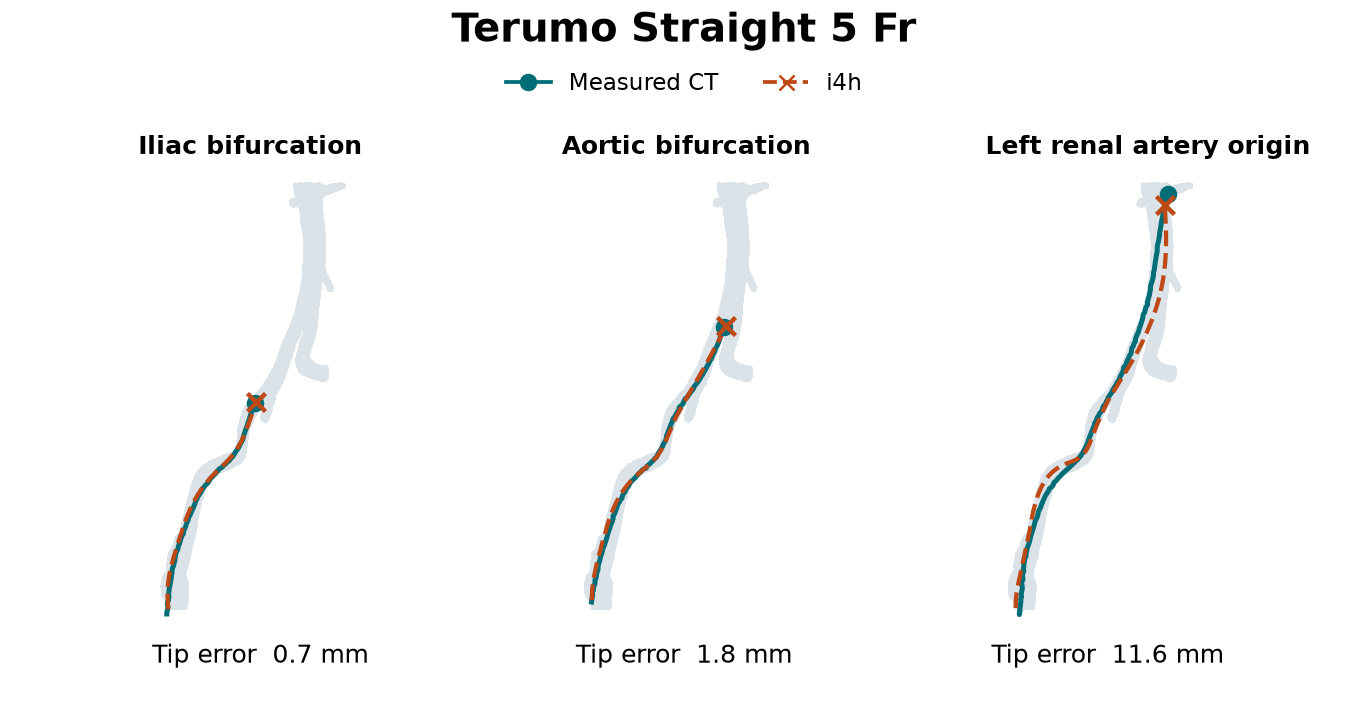 Terumo Straight 5 Fr
Measured CT
i4h
Iliac bifurcation
Aortic bifurcation
Left renal artery origin
Tip error 0.7 mm
Tip error 1.8 mm
Tip error 11.6 mm